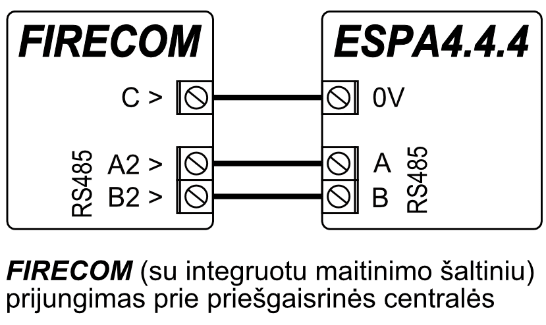 FIRECOM ESPA4.4.4
C > 0V
RS485 A2 > A RS485
B2 > B
FIRECOM (su integruotu maitinimo šaltiniu)
prijungimas prie priešgaisrinės centralės